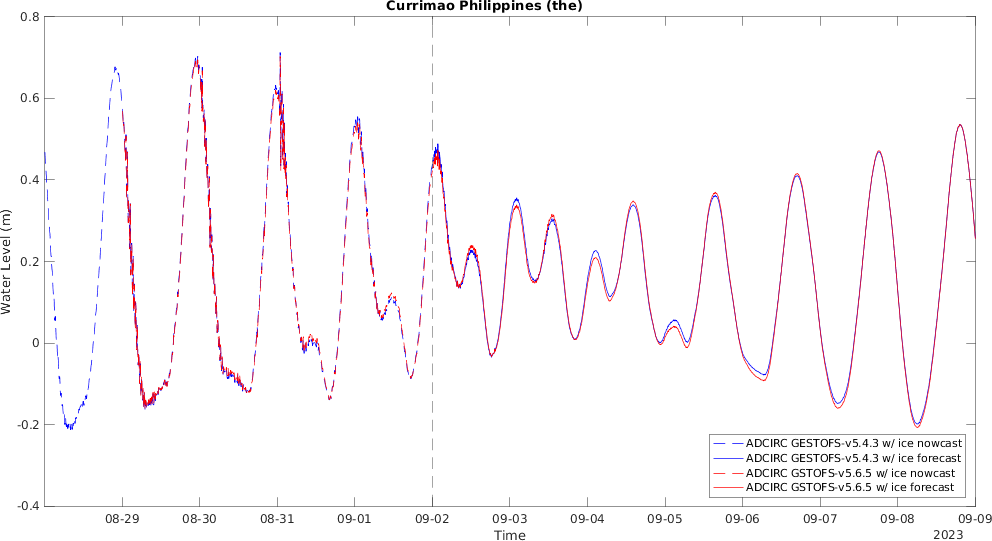 Currimao Philippines (the)
0.8
0.6
0.4
0.2
0
-0.2
-0.4
Water Level (m)
08-29 08-30 08-31 09-01 09-02 09-03 09-04 09-05 09-06 09-07 09-08 09-09
Time
2023
ADCIRC GESTOFS-v5.4.3 w/ ice nowcast
ADCIRC GESTOFS-v5.4.3 w/ ice forecast
ADCIRC GSTOFS-v5.6.5 w/ ice nowcast
ADCIRC GSTOFS-v5.6.5 w/ ice forecast